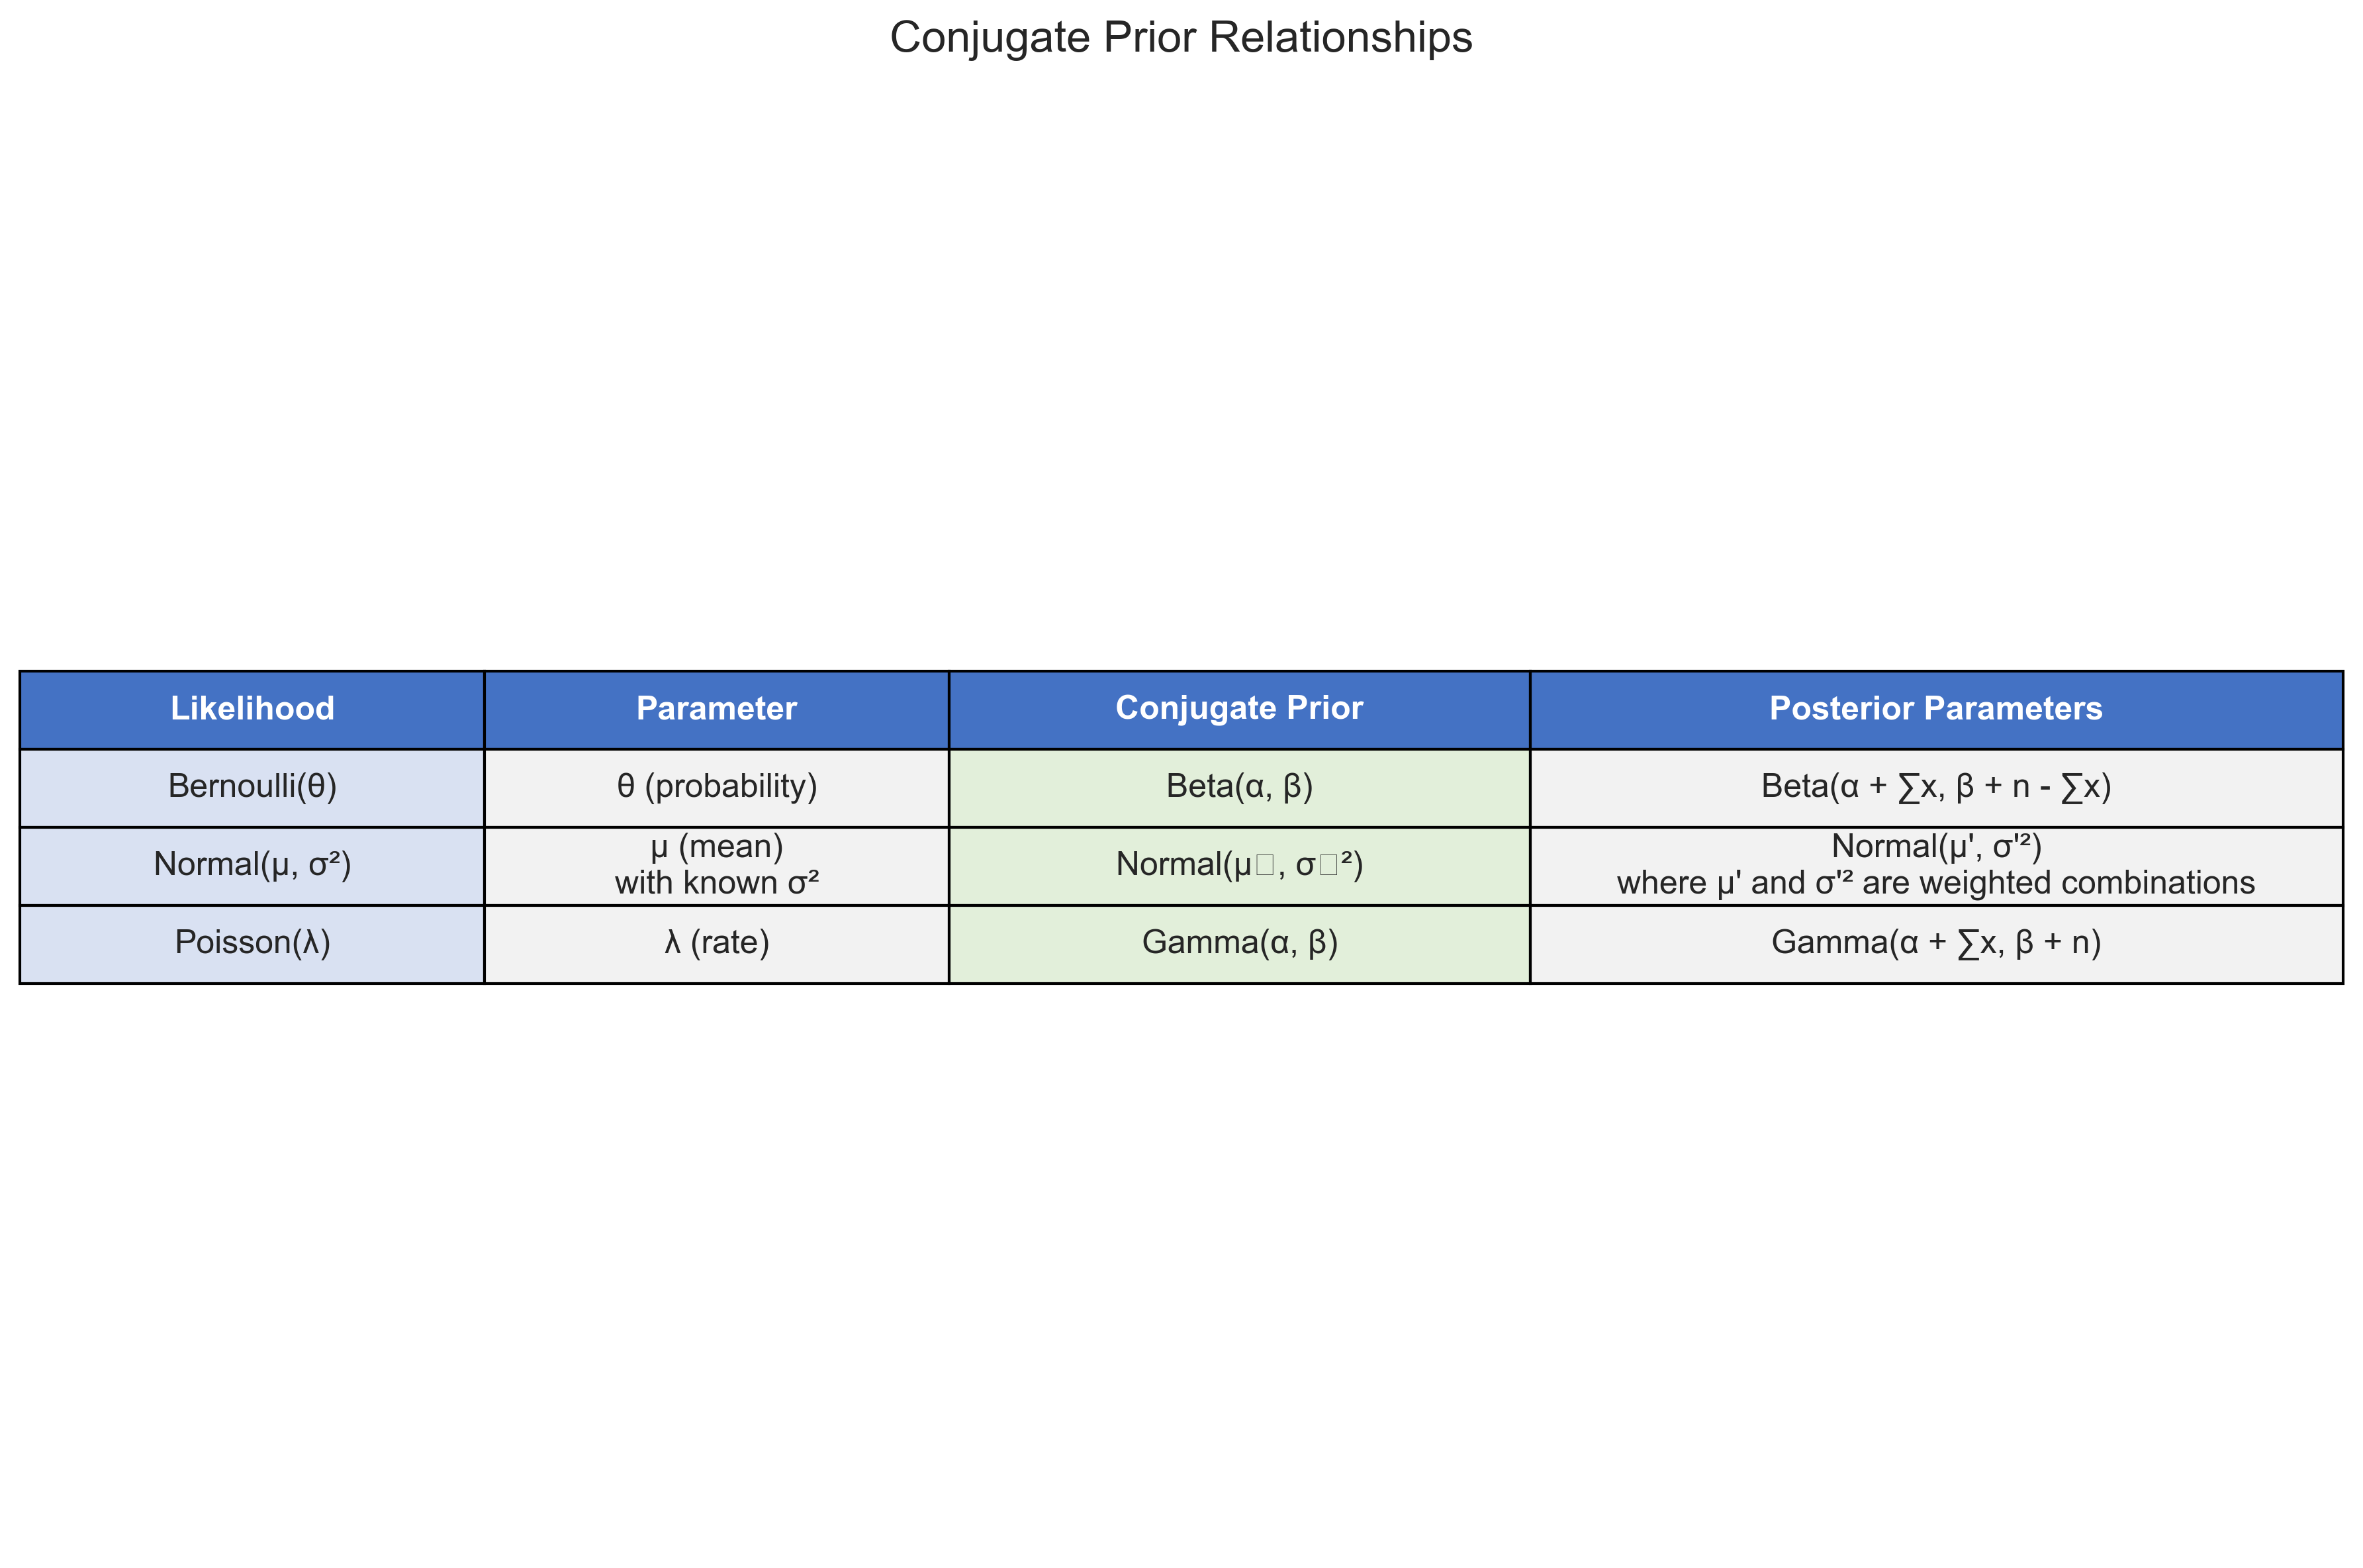 Conjugate Prior Relationships
Likelihood Parameter Conjugate Prior Posterior Parameters
Bernoulli(θ) θ (probability) Beta(α, β) Beta(α + ∑x, β + n - ∑x)
Normal(μ, σ²) μ (mean) Normal(μ□, σ□²) Normal(μ', σ'²)
with known σ² where μ' and σ'² are weighted combinations
Poisson(λ) λ (rate) Gamma(α, β) Gamma(α + ∑x, β + n)